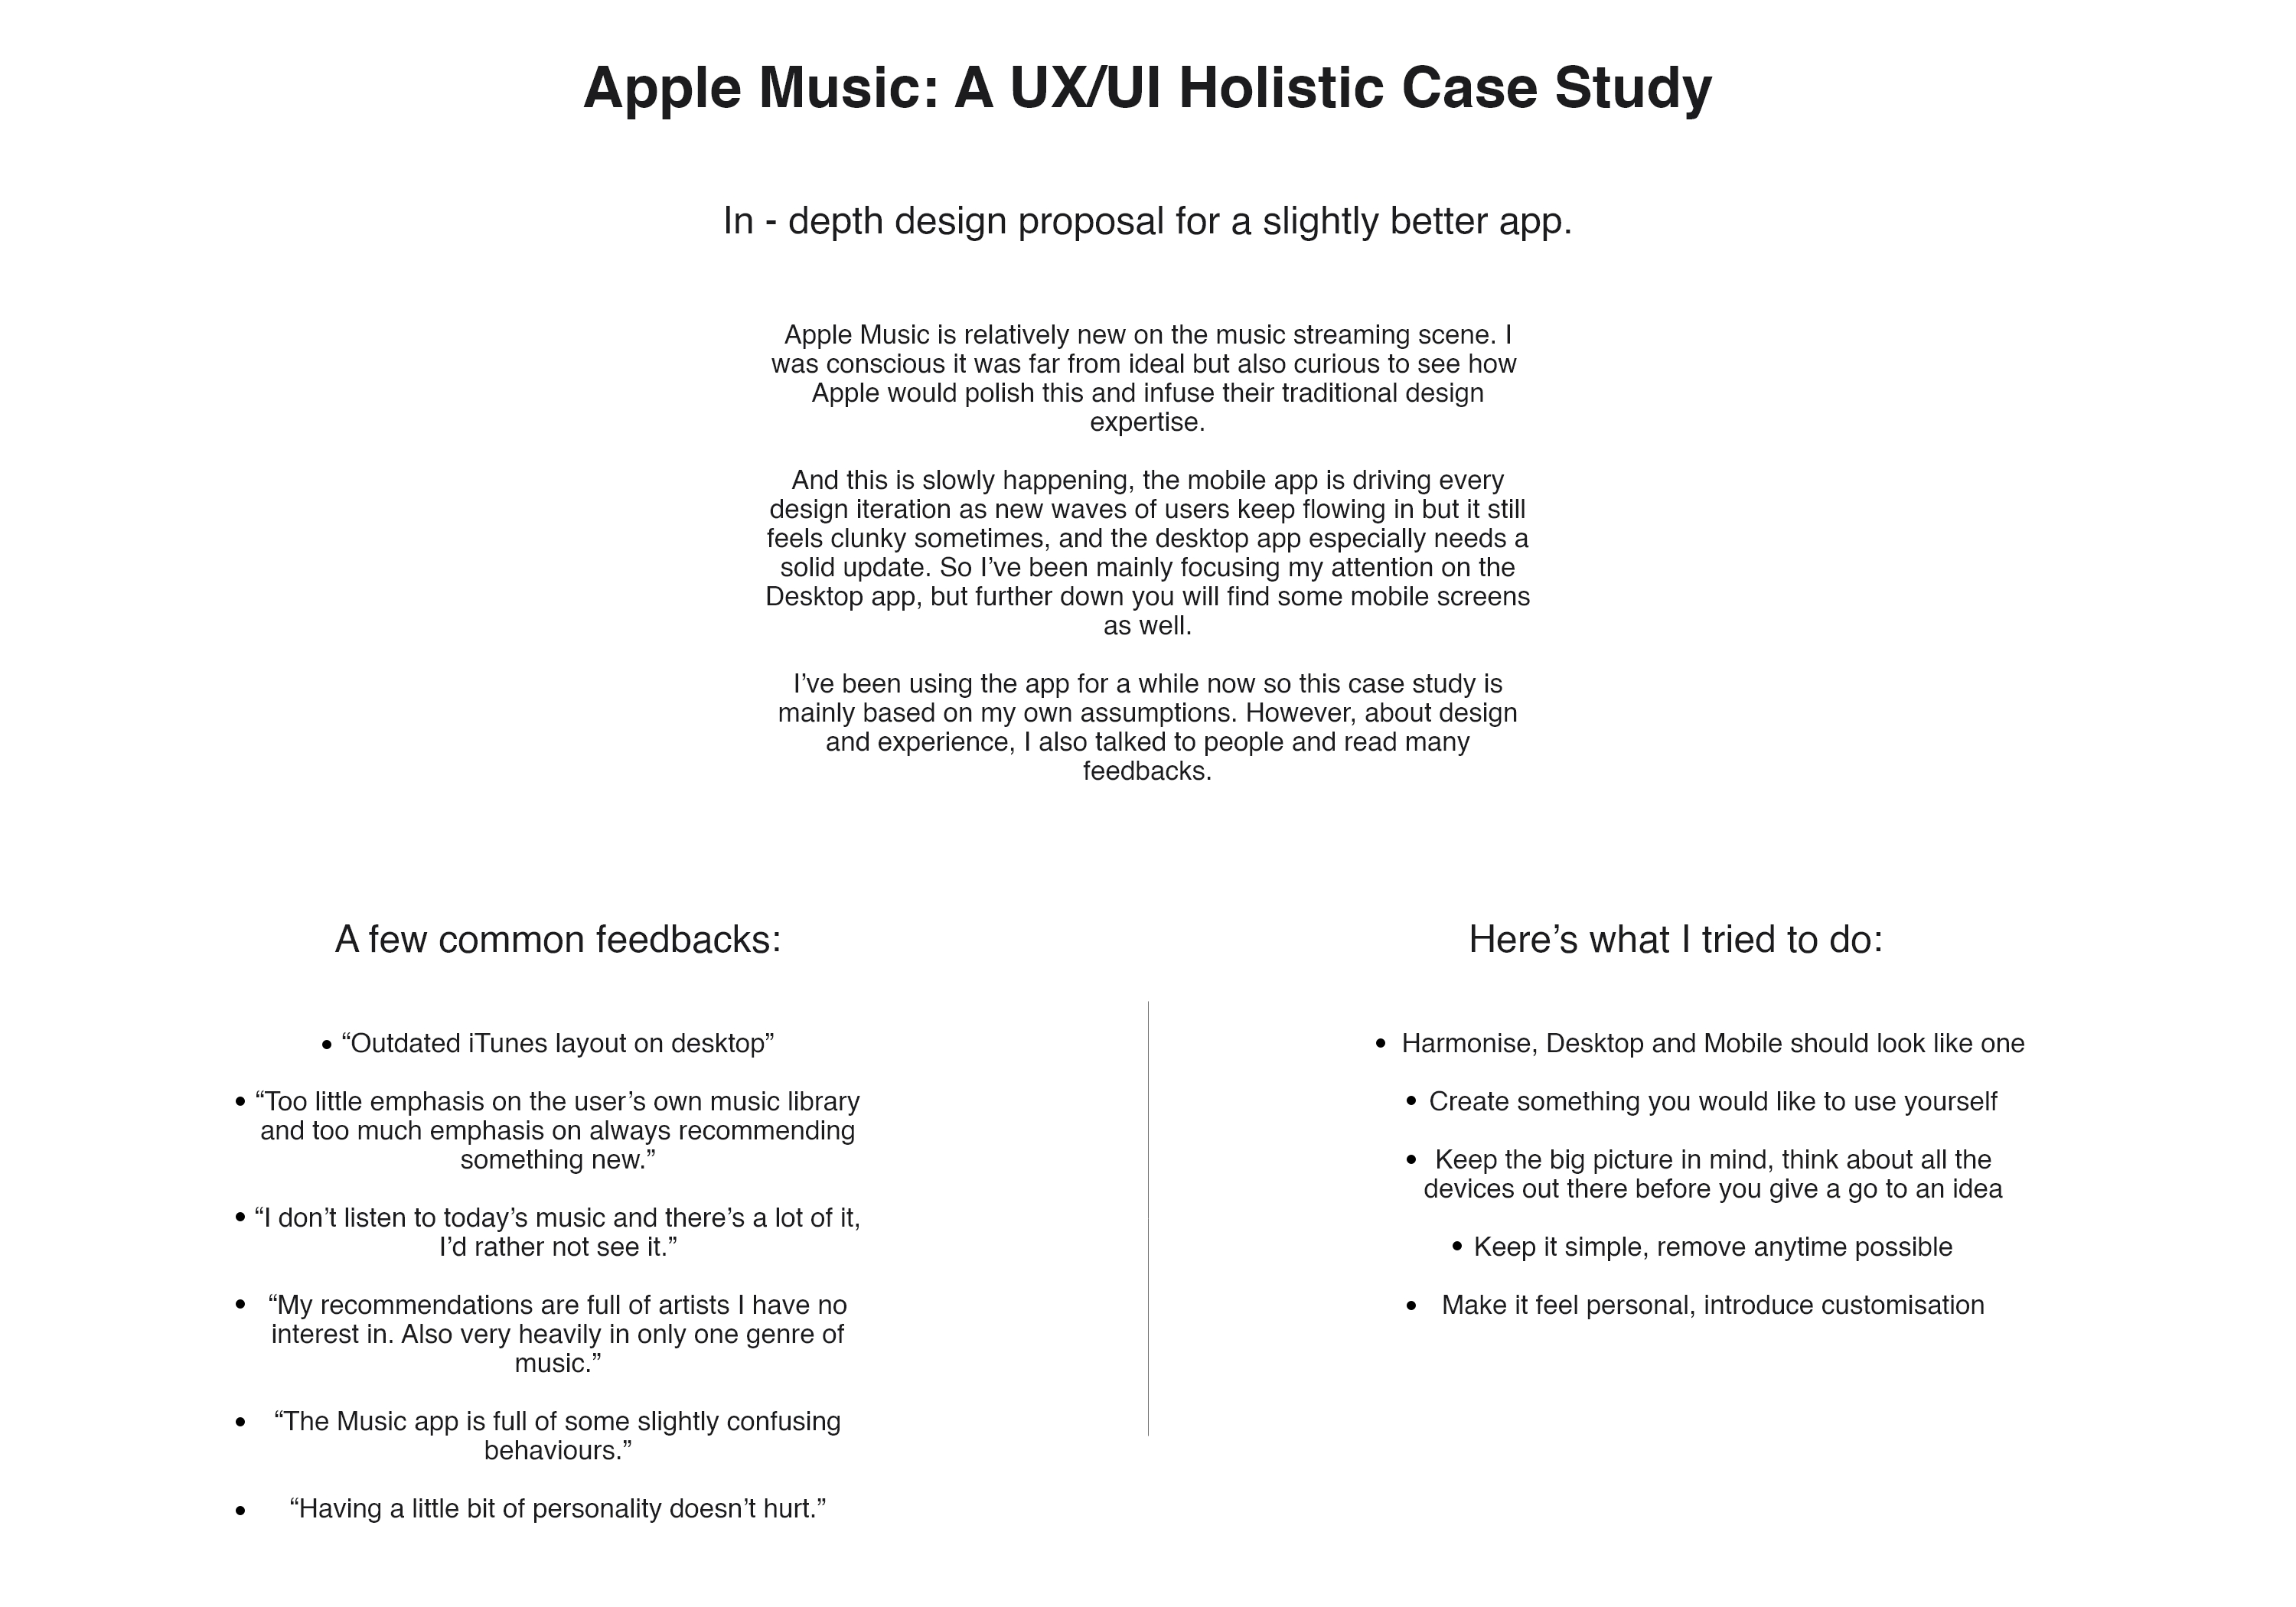 Apple Music: A UX/UI Holistic Case Study
In - depth design proposal for a slightly better app.
Apple Music is relatively new on the music streaming scene. I
was conscious it was far from ideal but also curious to see how
Apple would polish this and infuse their traditional design
expertise.
And this is slowly happening, the mobile app is driving every
design iteration as new waves of users keep flowing in but it still
feels clunky sometimes, and the desktop app especially needs a
solid update. So I’ve been mainly focusing my attention on the
Desktop app, but further down you will find some mobile screens
as well.
I’ve been using the app for a while now so this case study is
mainly based on my own assumptions. However, about design
and experience, I also talked to people and read many
feedbacks.
A few common feedbacks:
• “Outdated iTunes layout on desktop”
• “Too little emphasis on the user’s own music library
and too much emphasis on always recommending
something new.”
• “I don’t listen to today’s music and there’s a lot of it,
I’d rather not see it.”
• “My recommendations are full of artists I have no
interest in. Also very heavily in only one genre of
music.”
• “The Music app is full of some slightly confusing
behaviours.”
• “Having a little bit of personality doesn’t hurt.”
Here’s what I tried to do:
• Harmonise, Desktop and Mobile should look like one
• Create something you would like to use yourself
• Keep the big picture in mind, think about all the
devices out there before you give a go to an idea
• Keep it simple, remove anytime possible
• Make it feel personal, introduce customisation